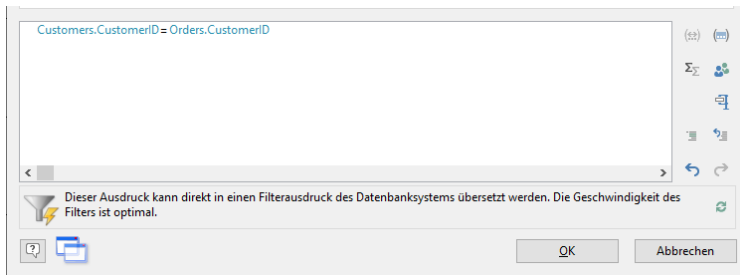 Customers.CustomerID = Orders.CustomerID
Dieser Ausdruck kann direkt in einen Filterausdruck des Datenbanksystems übersetzt werden. Die Geschwindigkeit des
Filters ist optimal.
OK Abbrechen